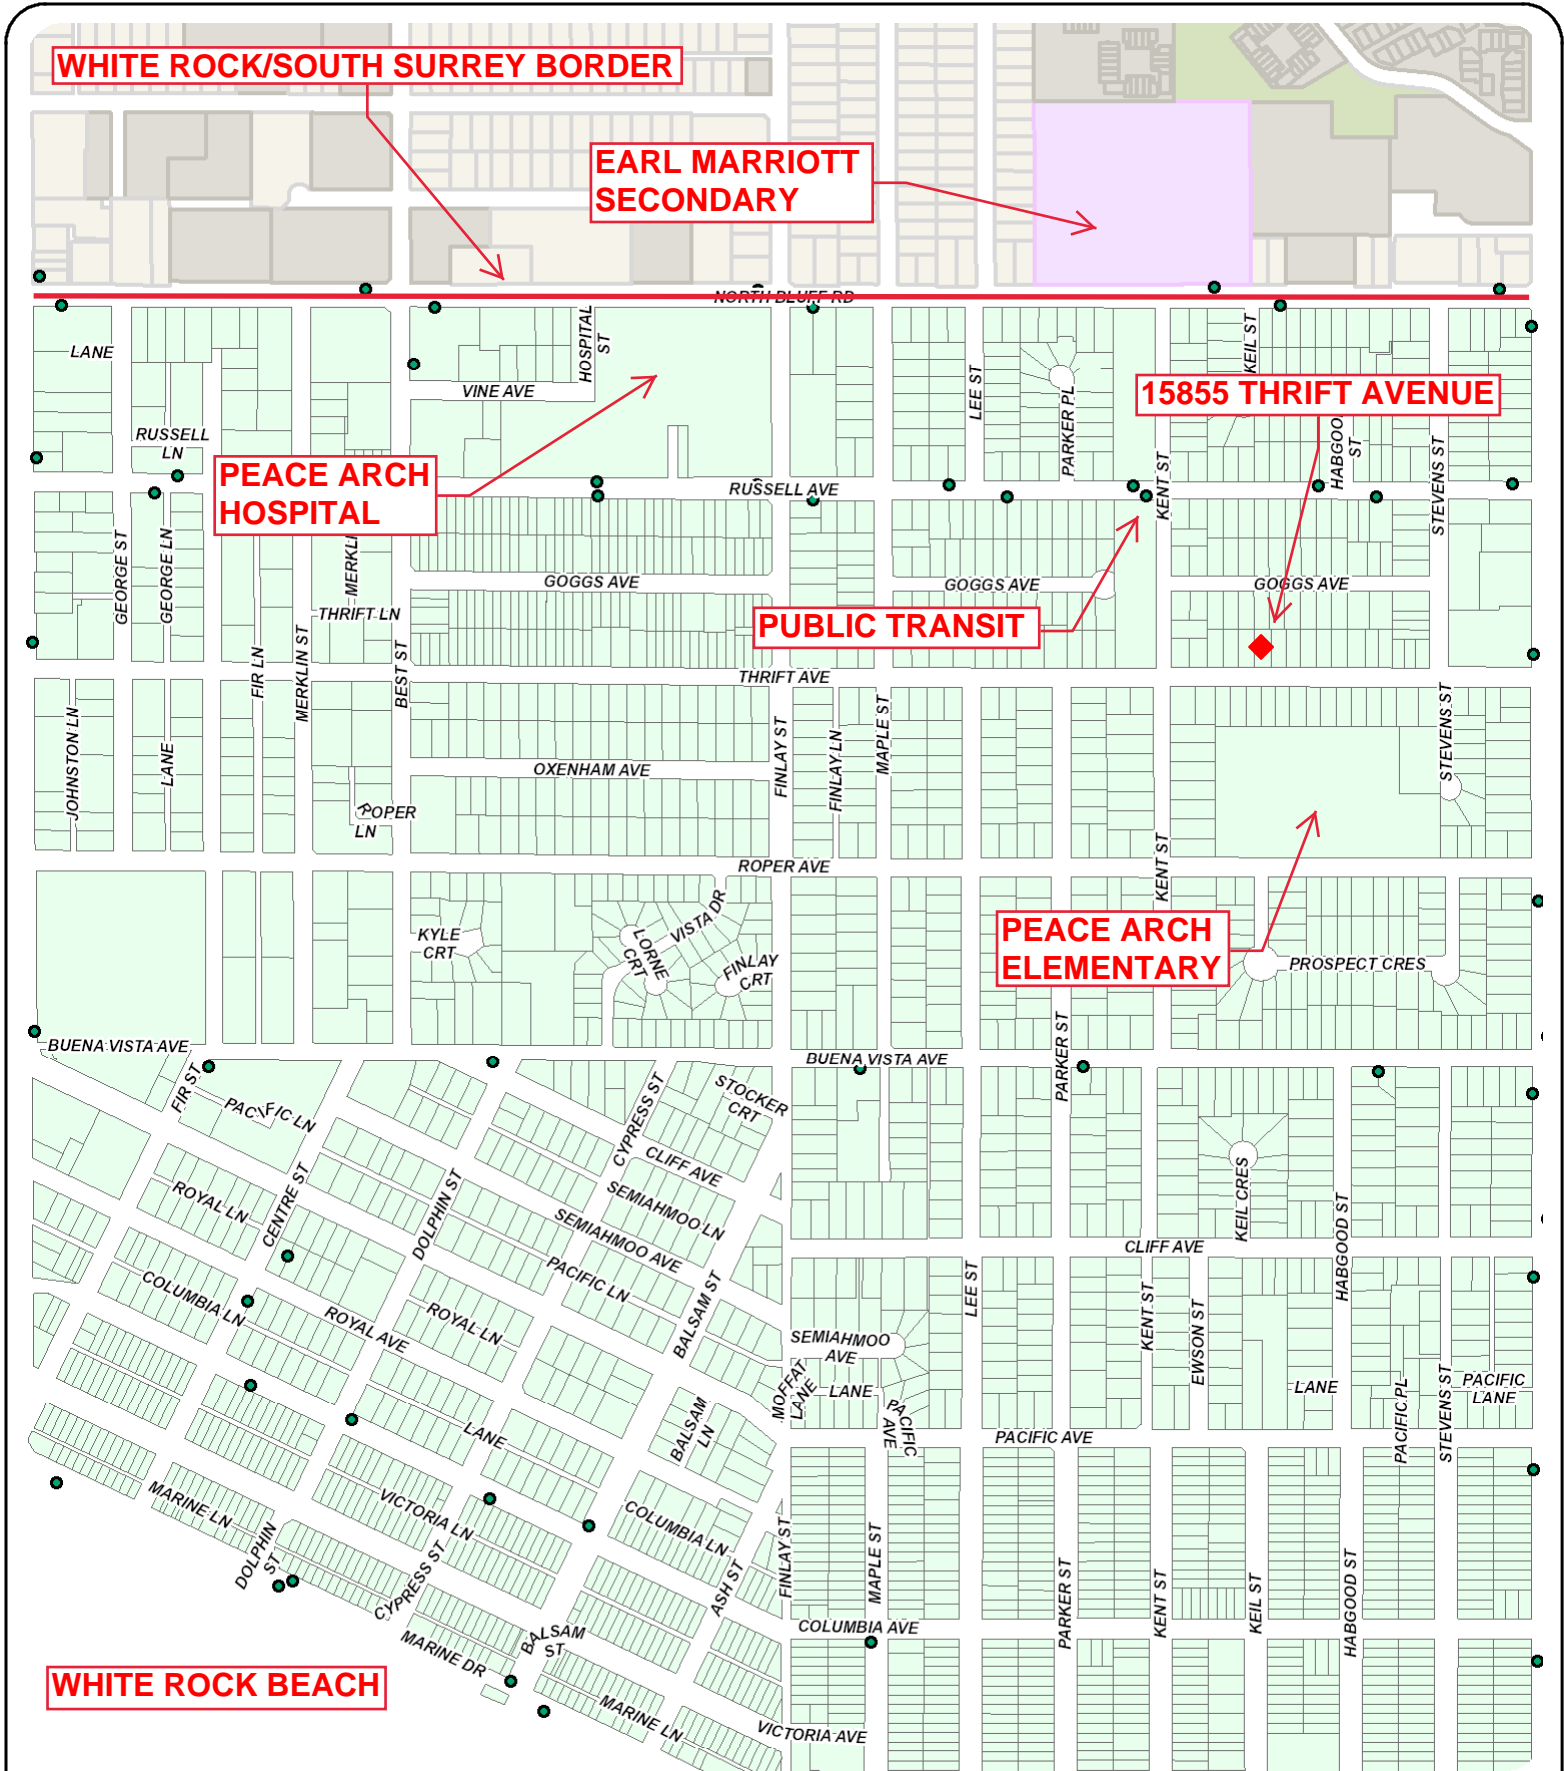 WHITE ROCK/SOUTH SURREY BORDER
EARL MARRIOTT
SECONDARY
NORTH BLUFF RD
LANE
HOSPITAL
ST
KEIL ST
VINE AVE
LEE ST
PARKER PL
15855 THRIFT AVENUE
RUSSELL
LN
HABGOO
ST
STEVENS ST
PEACE ARCH
HOSPITAL
RUSSELL AVE
KENT ST
GEORGE ST
GEORGE LN
MERKLI
GOGGS AVE
GOGGS AVE
GOGGS AVE
THRIFT LN
PUBLIC TRANSIT
FIR LN
MERKLIN ST
BEST ST
THRIFT AVE
JOHNSTON LN
LANE
OXENHAM AVE
FINLAY ST
FINLAY LN
MAPLE ST
STEVENS ST
ROPER
LN
ROPER AVE
KENT ST
KYLE
CRT
LORNE
CRT
VISTA DR
FINLAY
CRT
PEACE ARCH
ELEMENTARY
PROSPECT CRES
BUENA VISTA AVE
BUENA VISTA AVE
PARKER ST
FIR ST
PACIFIC LN
CYPRESS ST
STOCKER
CRT
CLIFF AVE
ROYAL LN
CENTRE ST
DOLPHIN ST
SEMIAHMOO LN
SEMIAHMOO AVE
KEIL CRES
HABGOOD ST
CLIFF AVE
COLUMBIA LN
PACIFIC LN
BALSAM ST
LEE ST
KENT ST
EWSON ST
ROYAL AVE
ROYAL LN
SEMIAHMOO
AVE
MOFFAT
LANE
LANE
LANE
PACIFIC PL
STEVENS ST
PACIFIC
LANE
PACIFIC
AVE
BALSAM
LN
LANE
PACIFIC AVE
MARINE LN
VICTORIA LN
COLUMBIA LN
DOLPHIN
ST
CYPRESS ST
ASH ST
FINLAY ST
MAPLE ST
PARKER ST
KENT ST
KEIL ST
HABGOOD ST
COLUMBIA AVE
MARINE DR
BALSAM
ST
WHITE ROCK BEACH
MARINE LN
VICTORIA AVE